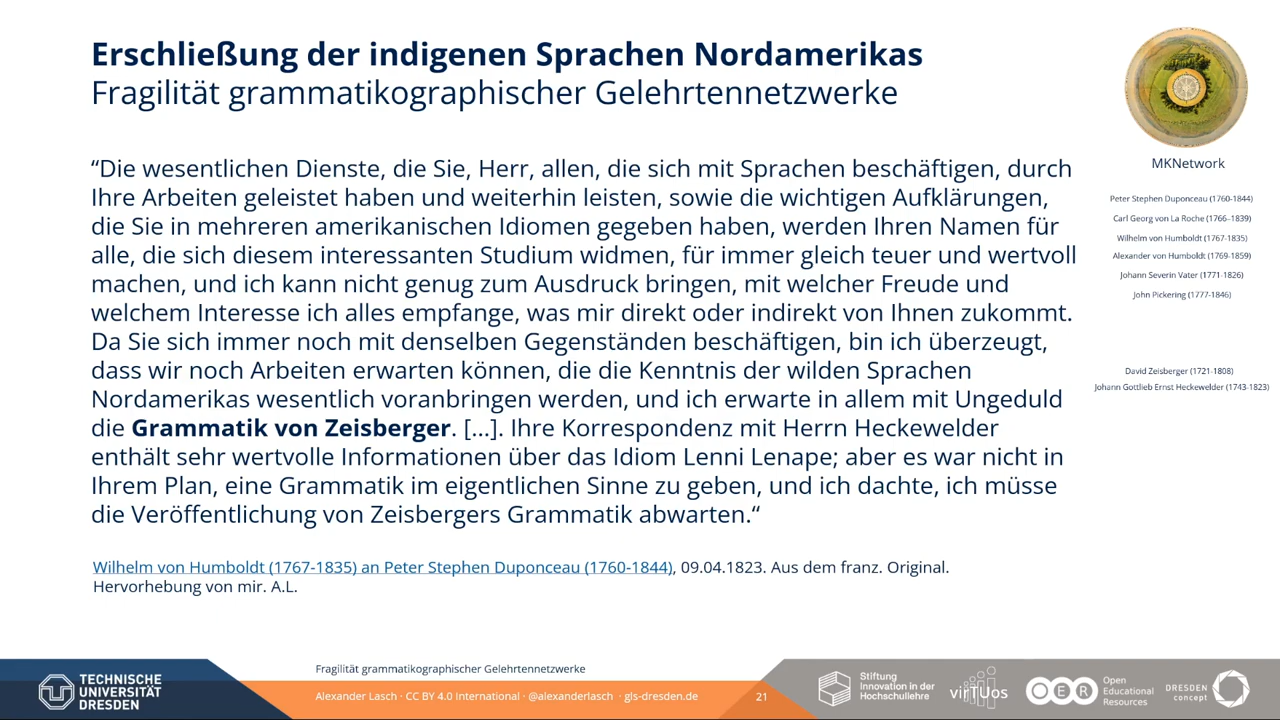 Erschließung der indigenen Sprachen Nordamerikas
Fragilität grammatikographischer Gelehrtennetzwerke
“Die wesentlichen Dienste, die Sie, Herr, allen, die sich mit Sprachen beschäftigen, durch
Ihre Arbeiten geleistet haben und weiterhin leisten, sowie die wichtigen Aufklärungen,
die Sie in mehreren amerikanischen Idiomen gegeben haben, werden Ihren Namen für
alle, die sich diesem interessanten Studium widmen, für immer gleich teuer und wertvoll
machen, und ich kann nicht genug zum Ausdruck bringen, mit welcher Freude und
welchem Interesse ich alles empfange, was mir direkt oder indirekt von Ihnen zukommt.
Da Sie sich immer noch mit denselben Gegenständen beschäftigen, bin ich überzeugt,
dass wir noch Arbeiten erwarten können, die die Kenntnis der wilden Sprachen
Nordamerikas wesentlich voranbringen werden, und ich erwarte in allem mit Ungeduld
die Grammatik von Zeisberger. [...]. Ihre Korrespondenz mit Herrn Heckewelder
enthält sehr wertvolle Informationen über das Idiom Lenni Lenape; aber es war nicht in
Ihrem Plan, eine Grammatik im eigentlichen Sinne zu geben, und ich dachte, ich müsse
die Veröffentlichung von Zeisbergers Grammatik abwarten.“
Wilhelm von Humboldt (1767-1835) an Peter Stephen Duponceau (1760-1844), 09.04.1823. Aus dem franz. Original.
Hervorhebung von mir. A.L.
MKNetwork
Peter Stephen Duponceau (1760-1844)
Carl Georg von La Roche (1766–1839)
Wilhelm von Humboldt (1767-1835)
Alexander von Humboldt (1769-1859)
Johann Severin Vater (1771-1826)
John Pickering (1777-1846)
David Zeisberger (1721-1808)
Johann Gottlieb Ernst Heckewelder (1743-1823)
TECHNISCHE
UNIVERSITÄT
DRESDEN
Fragilität grammatikographischer Gelehrtennetzwerke
Alexander Lasch · CC BY 4.0 International · @alexanderlasch · gls-dresden.de
21
Stiftung
Innovation in der
Hochschullehre
virTUos
OER
Open
Educational
Resources
DRESDEN
concept